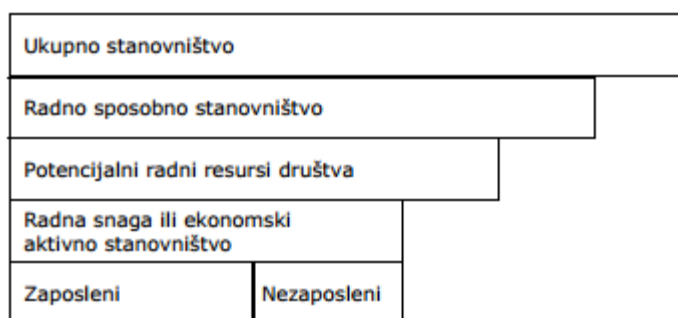 Ukupno stanovništvo
Radno sposobno stanovništvo
Potencijalni radni resursi društva
Radna snaga ili ekonomski
aktivno stanovništvo
Zaposleni
Nezaposleni